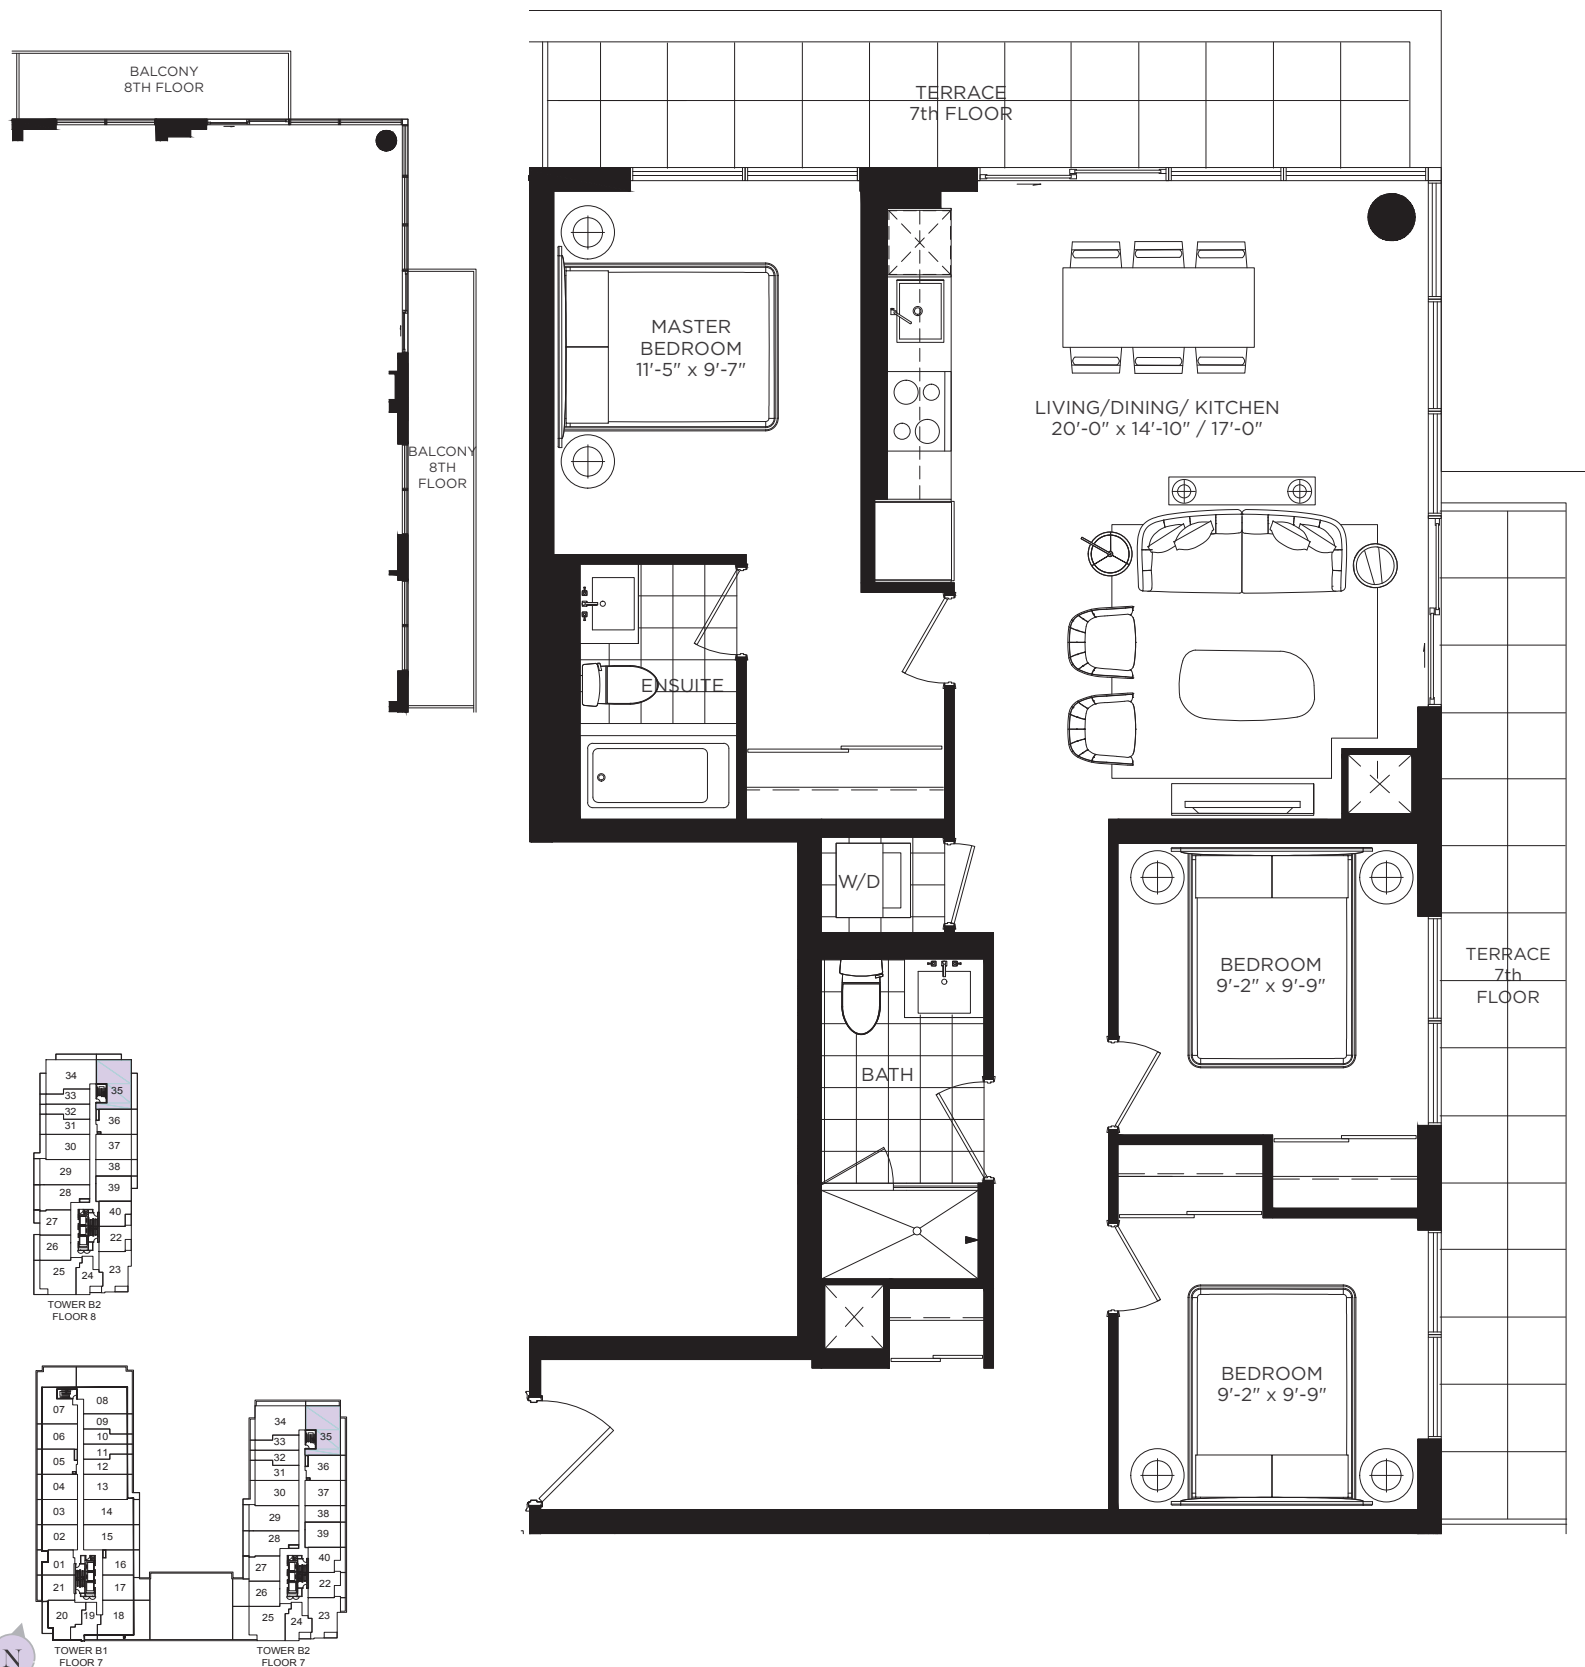 BALCONY
8TH FLOOR
BALCONY
8TH
FLOOR
TERRACE
7th FLOOR
MASTER
BEDROOM
11'-5" x 9'-7"
LIVING/DINING/ KITCHEN
20'-0" x 14'-10" / 17'-0"
ENSUITE
W/D
BATH
BEDROOM
9'-2" x 9'-9"
TERRACE
7th
FLOOR
BEDROOM
9'-2" x 9'-9"
34
35
33
32
36
31
30
37
29
38
28
39
27
40
26
22
25
24
23
TOWER B2
FLOOR 8
07
08
09
06
10
11
05
12
04
13
03
14
02
15
01
16
21
17
20
19
18
TOWER B1
FLOOR 7
34
35
33
32
36
31
30
37
29
38
28
39
27
40
26
22
25
24
23
TOWER B2
FLOOR 7
N